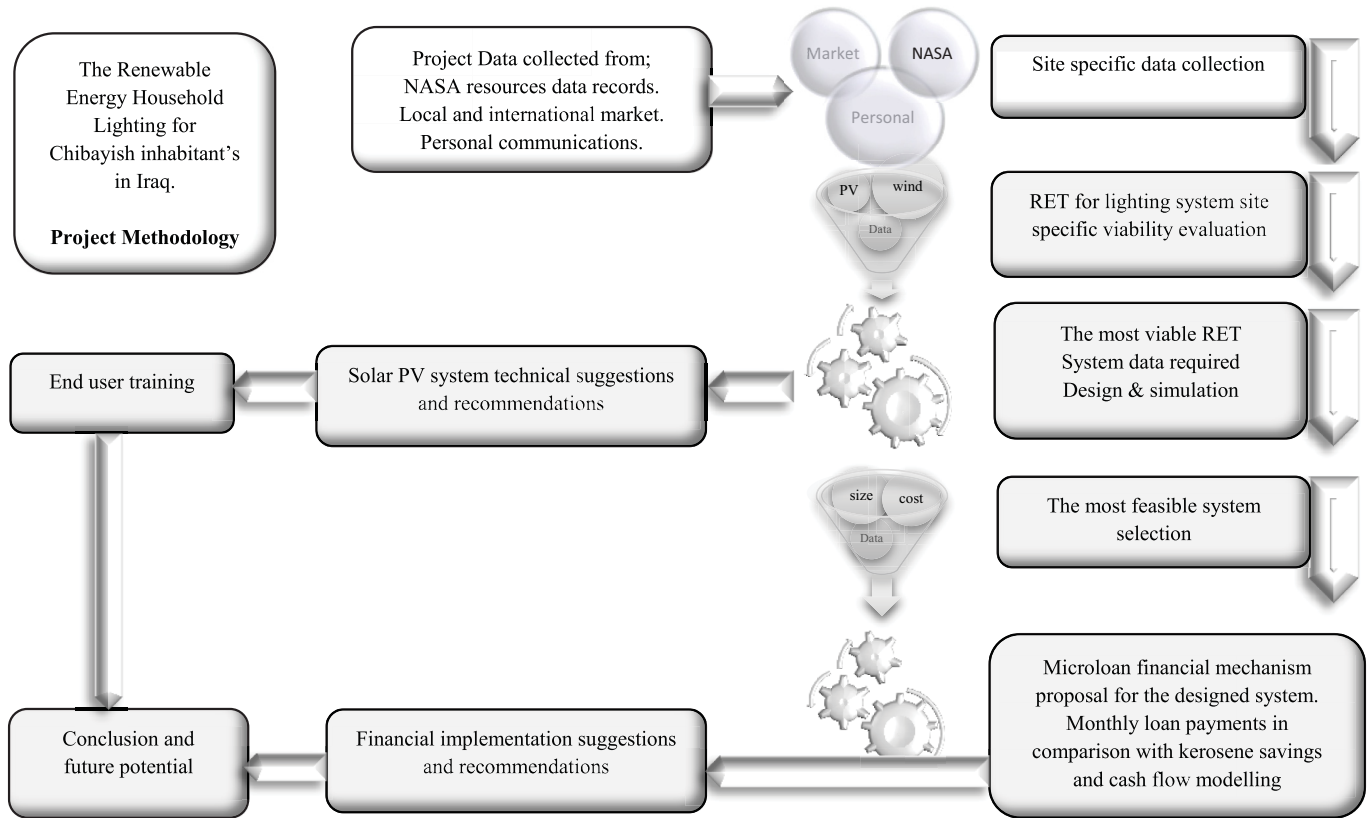 The Renewable
Energy Household
Lighting for
Chibayish inhabitant’s
in Iraq.
Project Methodology
Project Data collected from;
NASA resources data records.
Local and international market.
Personal communications.
Market
NASA
Personal
Site specific data collection
PV
wind
Data
RET for lighting system site
specific viability evaluation
The most viable RET
System data required
Design & simulation
End user training
Solar PV system technical suggestions
and recommendations
size
cost
Data
The most feasible system
selection
Microloan financial mechanism
proposal for the designed system.
Monthly loan payments in
comparison with kerosene savings
and cash flow modelling
Conclusion and
future potential
Financial implementation suggestions
and recommendations